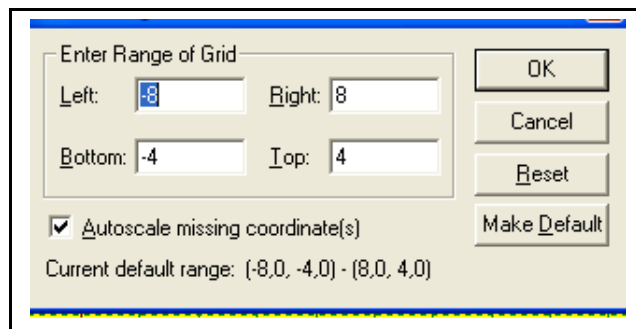 Enter Range of Grid
Left: -8 Right: 8
Bottom: -4 Top: 4
Autoscale missing coordinate(s)
Current default range: (-8,0, -4,0) - (8,0, 4,0)
OK
Cancel
Reset
Make Default